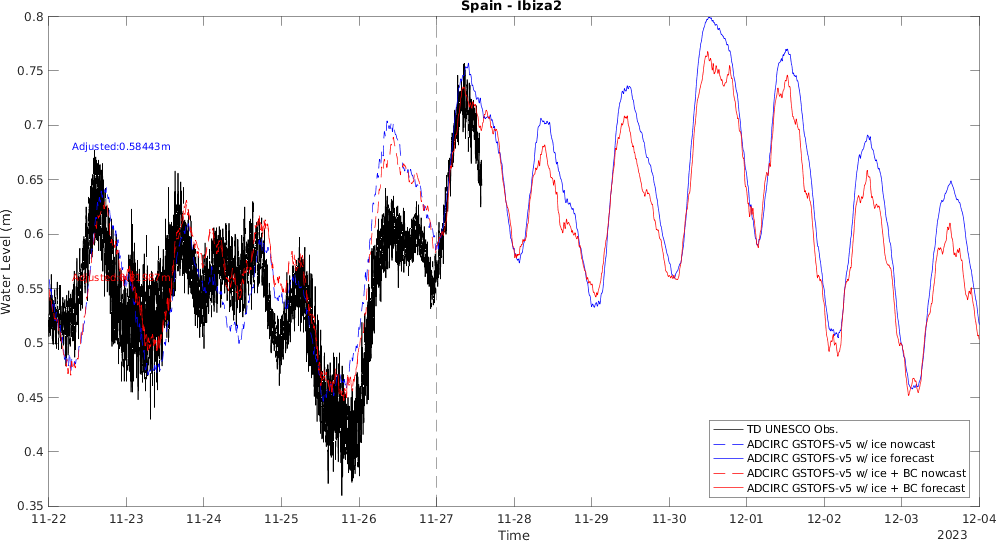 Spain - Ibiza2
0.8
0.75
0.7
0.65
0.6
0.55
0.5
0.45
0.4
0.35
Water Level (m)
Adjusted:0.58443m
TD UNESCO Obs.
ADCIRC GSTOFS-v5 w/ ice nowcast
ADCIRC GSTOFS-v5 w/ ice forecast
ADCIRC GSTOFS-v5 w/ ice + BC nowcast
ADCIRC GSTOFS-v5 w/ ice + BC forecast
11-22 11-23 11-24 11-25 11-26 11-27 11-28 11-29 11-30 12-01 12-02 12-03 12-04
Time
2023